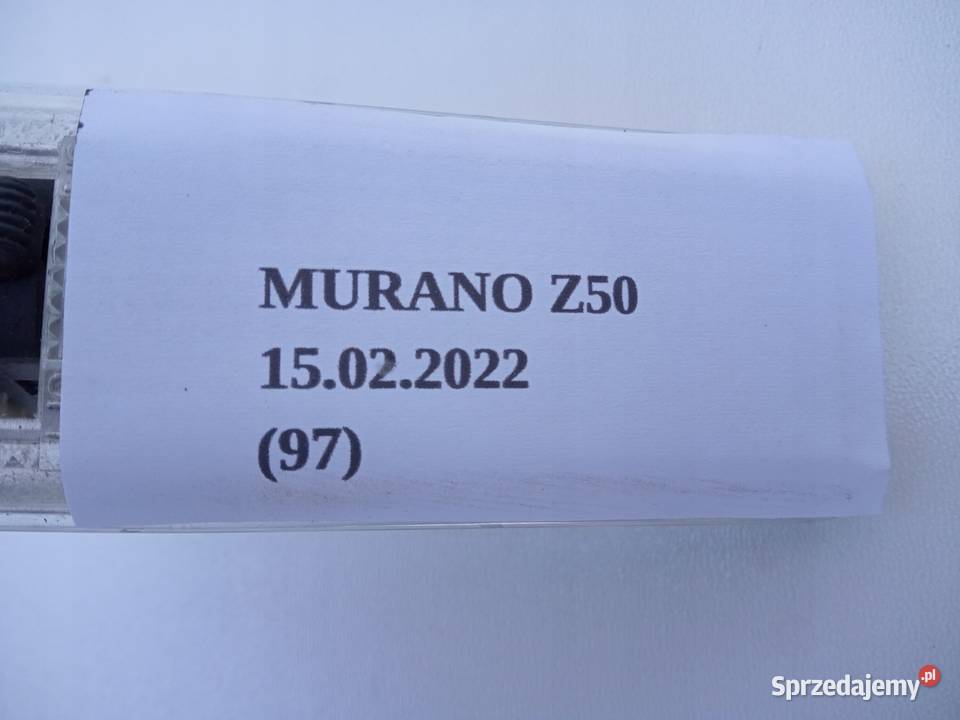 MURANO Z50
15.02.2022
(97)
Sprzedajemy.pl